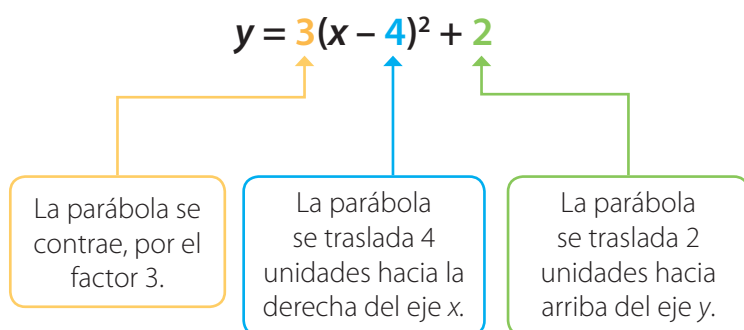 y = 3(x – 4)² + 2
La parábola se
contrae, por el
factor 3.
La parábola
se traslada 4
unidades hacia la
derecha del eje x.
La parábola
se traslada 2
unidades hacia
arriba del eje y.